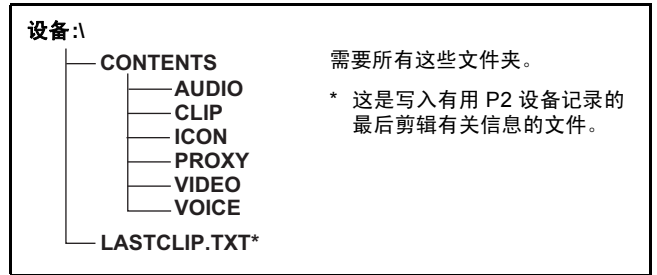 设备:\
CONTENTS
AUDIO
CLIP
ICON
PROXY
VIDEO
VOICE
LASTCLIP.TXT*
需要所有这些文件夹。
* 这是写入有用 P2 设备记录的
最后剪辑有关信息的文件。